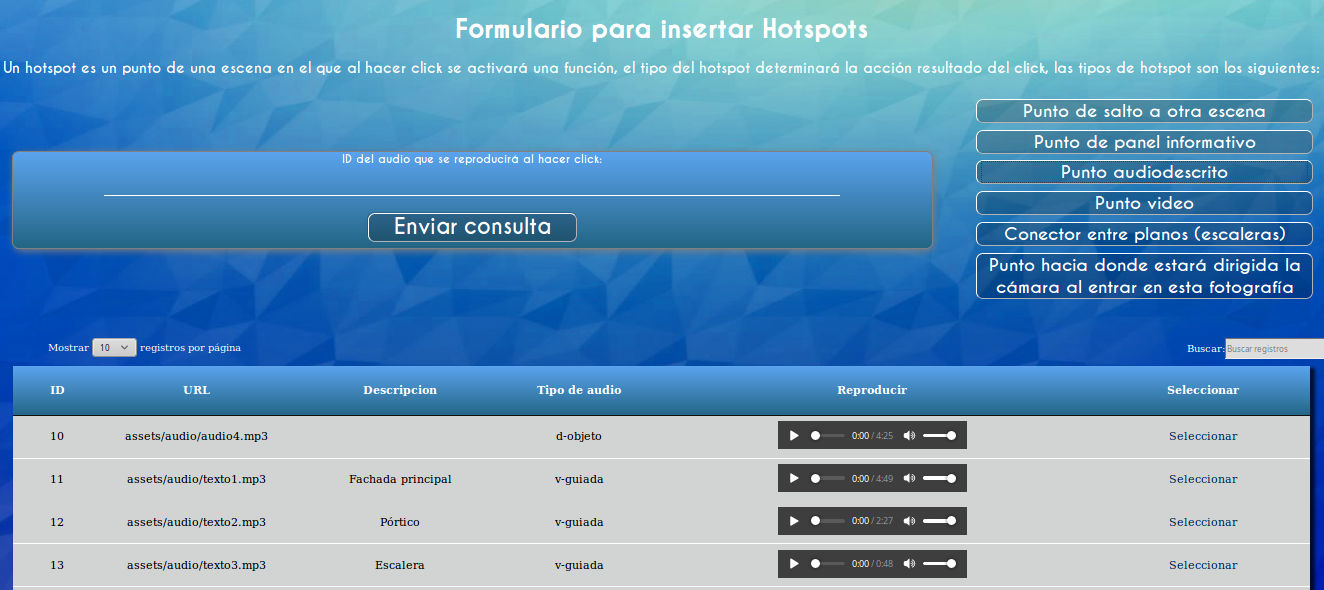 Formulario para insertar Hotspots
Un hotspot es un punto de una escena en el que al hacer click se activará una función, el tipo del hotspot determinará la acción resultado del click, las tipos de hotspot son los siguientes:
Punto de salto a otra escena
Punto de panel informativo
Punto audiodescrito
Punto video
Conector entre planos (escaleras)
Punto hacia donde estará dirigida la
cámara al entrar en esta fotografía
ID del audio que se reproducirá al hacer click:
Enviar consulta
Mostrar 10 registros por página
Buscar: Buscar registros
ID URL Descripcion Tipo de audio Reproducir Seleccionar
10 assets/audio/audio4.mp3 d-objeto 0:00 / 4:25 Seleccionar
11 assets/audio/texto1.mp3 Fachada principal v-guiada 0:00 / 4:49 Seleccionar
12 assets/audio/texto2.mp3 Pórtico v-guiada 0:00 / 2:27 Seleccionar
13 assets/audio/texto3.mp3 Escalera v-guiada 0:00 / 0:48 Seleccionar